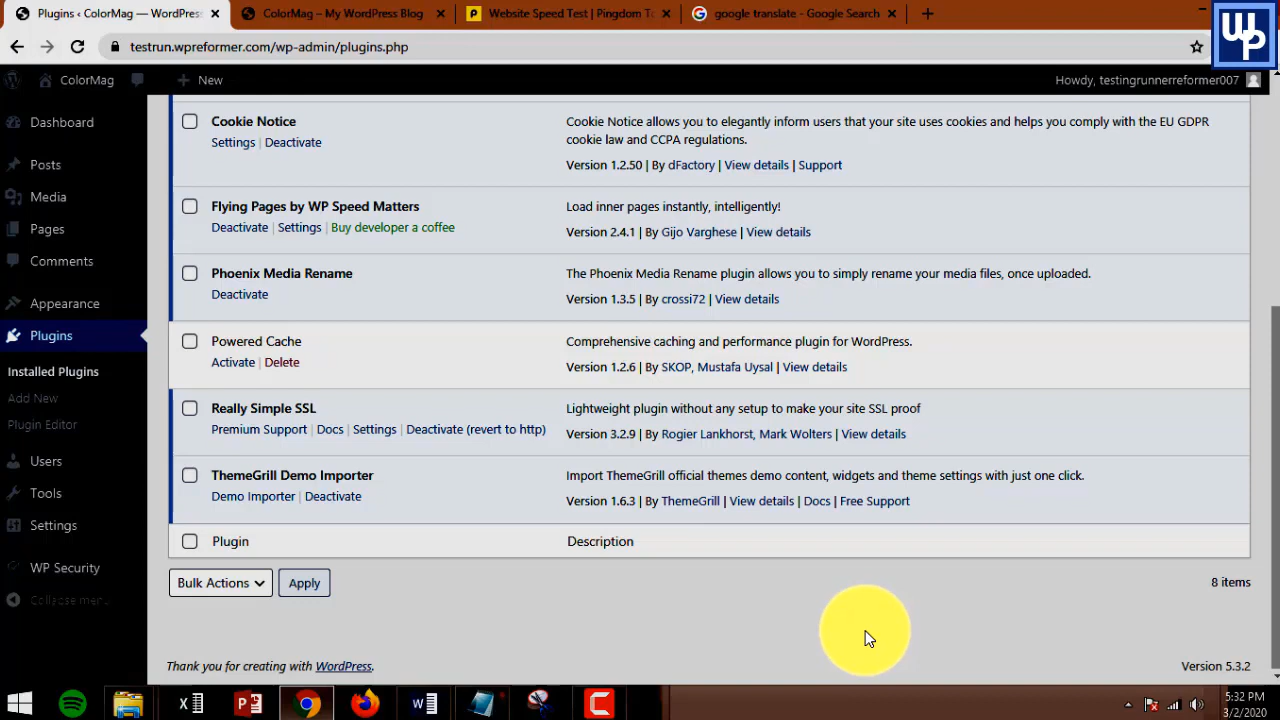 Plugins ‹ ColorMag — WordPress
ColorMag – My WordPress Blog
Website Speed Test | Pingdom To
google translate - Google Search
testrun.wpreformer.com/wp-admin/plugins.php
WP
ColorMag
New
Howdy, testingrunnerreformer007
Dashboard
Posts
Media
Pages
Comments
Appearance
Plugins
Installed Plugins
Add New
Plugin Editor
Users
Tools
Settings
WP Security
Collapse menu
Cookie Notice
Settings | Deactivate
Cookie Notice allows you to elegantly inform users that your site uses cookies and helps you comply with the EU GDPR
cookie law and CCPA regulations.
Version 1.2.50 | By dFactory | View details | Support
Flying Pages by WP Speed Matters
Deactivate | Settings | Buy developer a coffee
Load inner pages instantly, intelligently!
Version 2.4.1 | By Gijo Varghese | View details
Phoenix Media Rename
Deactivate
The Phoenix Media Rename plugin allows you to simply rename your media files, once uploaded.
Version 1.3.5 | By crossi72 | View details
Powered Cache
Activate | Delete
Comprehensive caching and performance plugin for WordPress.
Version 1.2.6 | By SKOP, Mustafa Uysal | View details
Really Simple SSL
Premium Support | Docs | Settings | Deactivate (revert to http)
Lightweight plugin without any setup to make your site SSL proof
Version 3.2.9 | By Rogier Lankhorst, Mark Wolters | View details
ThemeGrill Demo Importer
Demo Importer | Deactivate
Import ThemeGrill official themes demo content, widgets and theme settings with just one click.
Version 1.6.3 | By ThemeGrill | View details | Docs | Free Support
Plugin
Description
Bulk Actions
Apply
8 items
Thank you for creating with WordPress.
Version 5.3.2
5:32 PM
3/2/2020